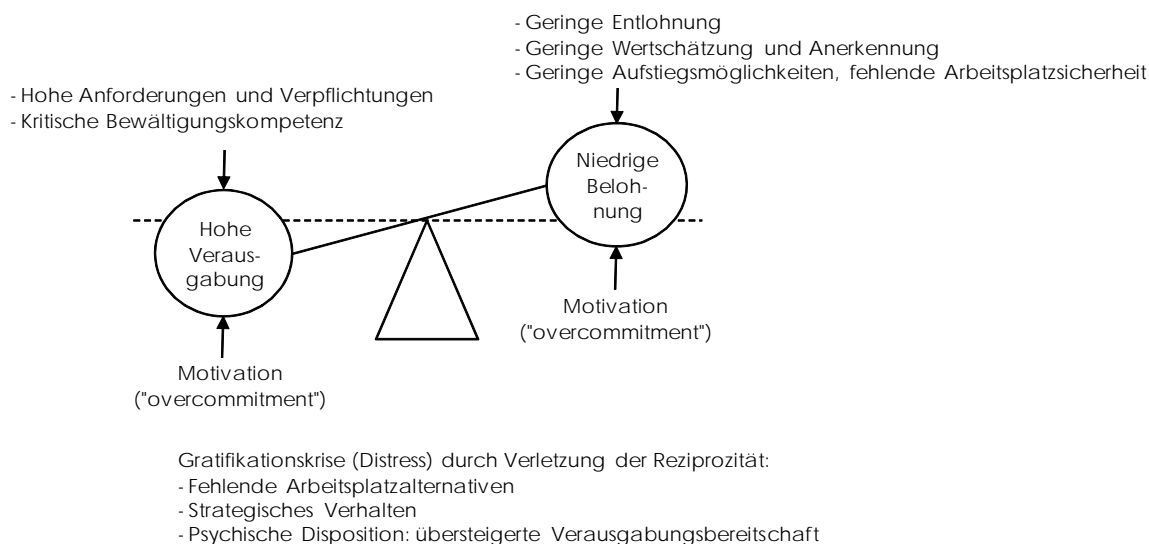 - Geringe Entlohnung
- Geringe Wertschätzung und Anerkennung
- Geringe Aufstiegsmöglichkeiten, fehlende Arbeitsplatzsicherheit
- Hohe Anforderungen und Verpflichtungen
- Kritische Bewältigungskompetenz
Niedrige
Beloh-
nung
Hohe
Veraus-
gabung
Motivation
("overcommitment")
Motivation
("overcommitment")
Gratifikationskrise (Distress) durch Verletzung der Reziprozität:
- Fehlende Arbeitsplatzalternativen
- Strategisches Verhalten
- Psychische Disposition: übersteigerte Verausgabungsbereitschaft